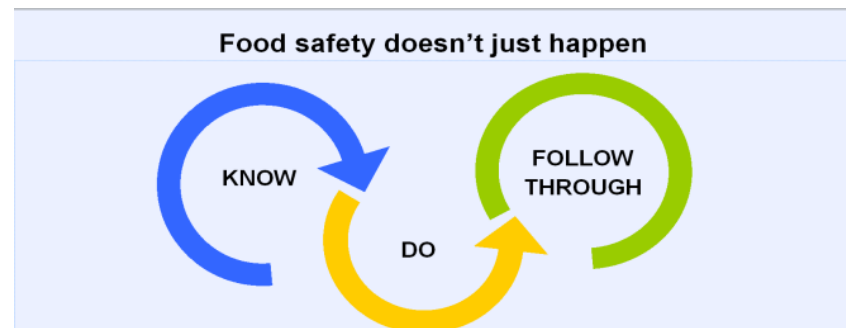 Food safety doesn't just happen
KNOW
DO
FOLLOW
THROUGH